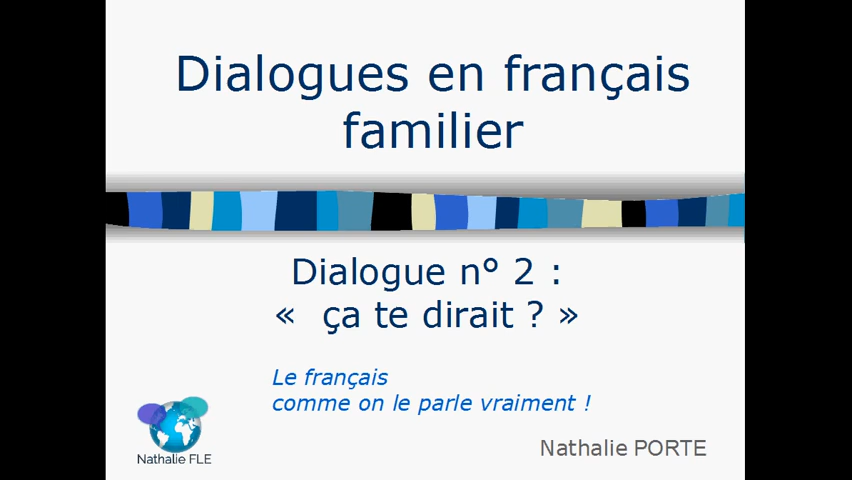 Dialogues en français
familier
Dialogue n° 2 :
«  ça te dirait ? »
Le français
comme on le parle vraiment !
Nathalie FLE
Nathalie PORTE